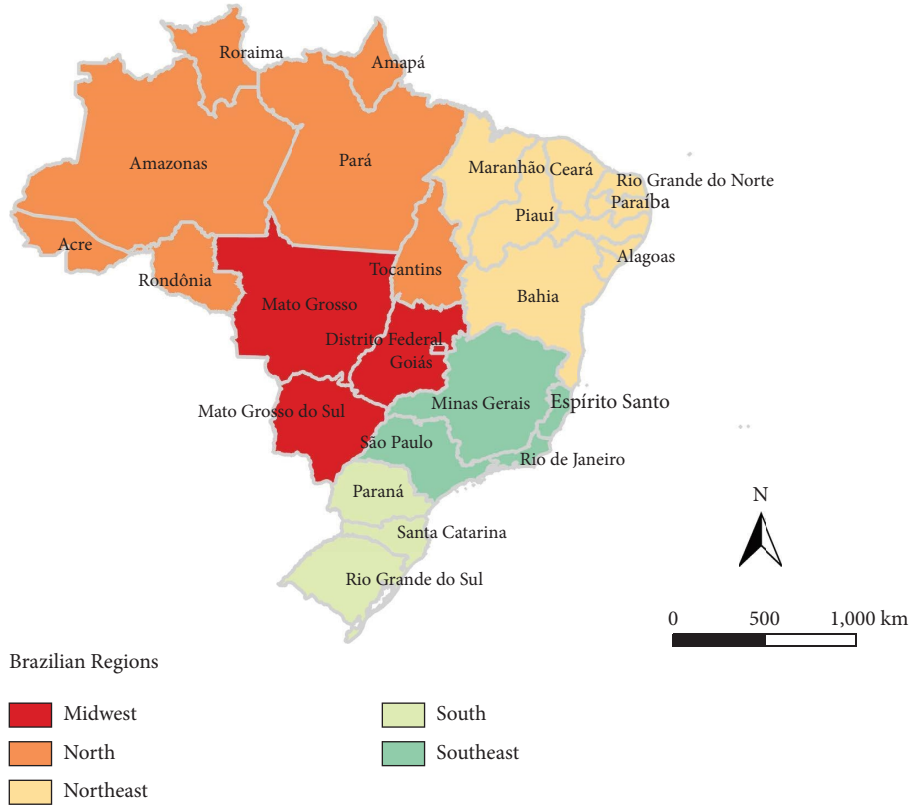 Roraima
Amapá
Amazonas
Pará
Maranhão
Ceará
Rio Grande do Norte
Paraíba
Piauí
Acre
Rondônia
Tocantins
Alagoas
Bahia
Mato Grosso
Distrito Federal
Goiás
Mato Grosso do Sul
Minas Gerais
Espírito Santo
São Paulo
Rio de Janeiro
Paraná
Santa Catarina
Rio Grande do Sul
N
0 500 1,000 km
Brazilian Regions
Midwest
North
Northeast
South
Southeast